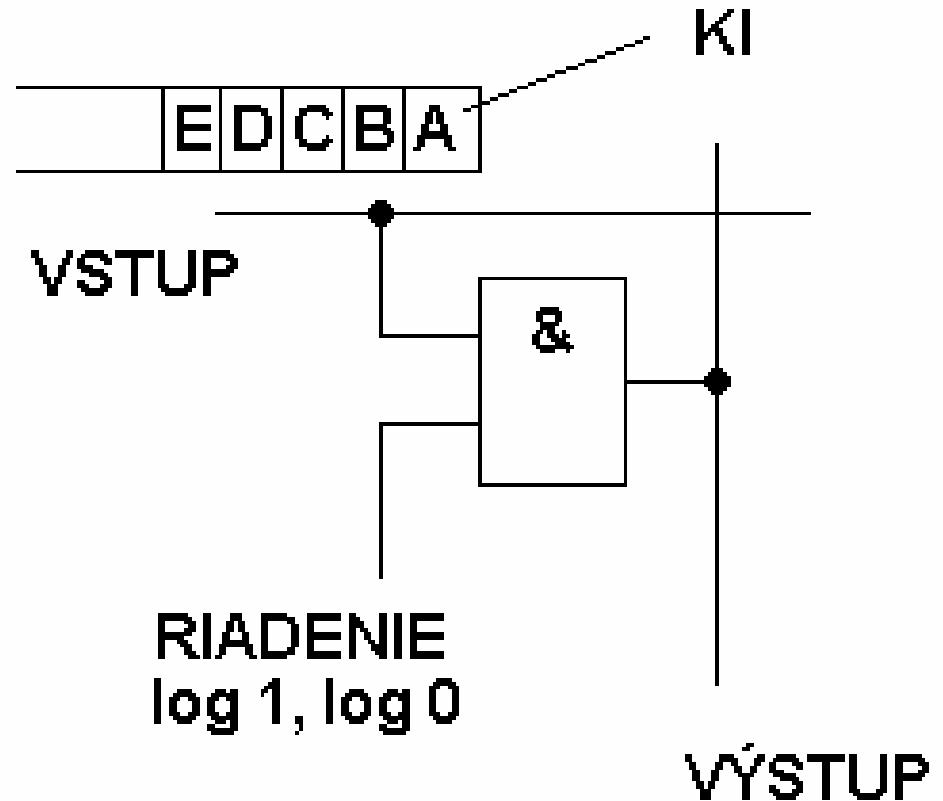 KI
E D C B A
VSTUP
&
RIADENIE
log 1, log 0
VÝSTUP